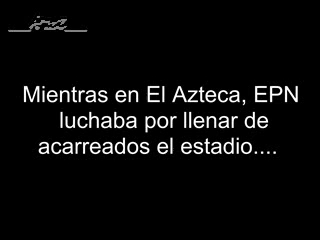 Mientras en El Azteca, EPN
luchaba por llenar de
acarreados el estadio....